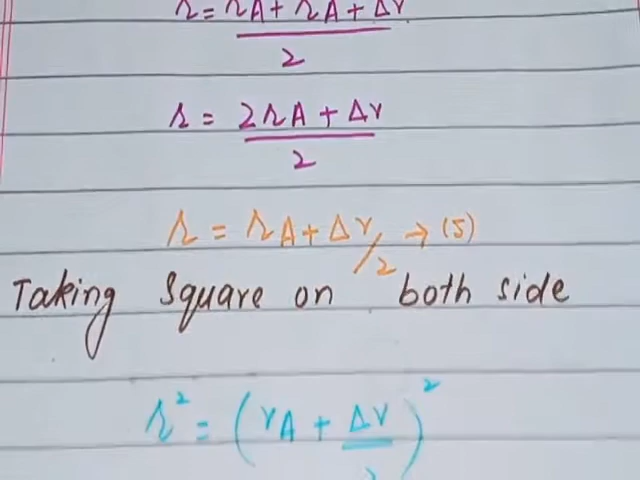 r = rA + rA + Δr / 2
r = 2rA + Δr / 2
r = rA + Δr/2 → (5)
Taking Square on both side
r² = (rA + Δr / 2)²